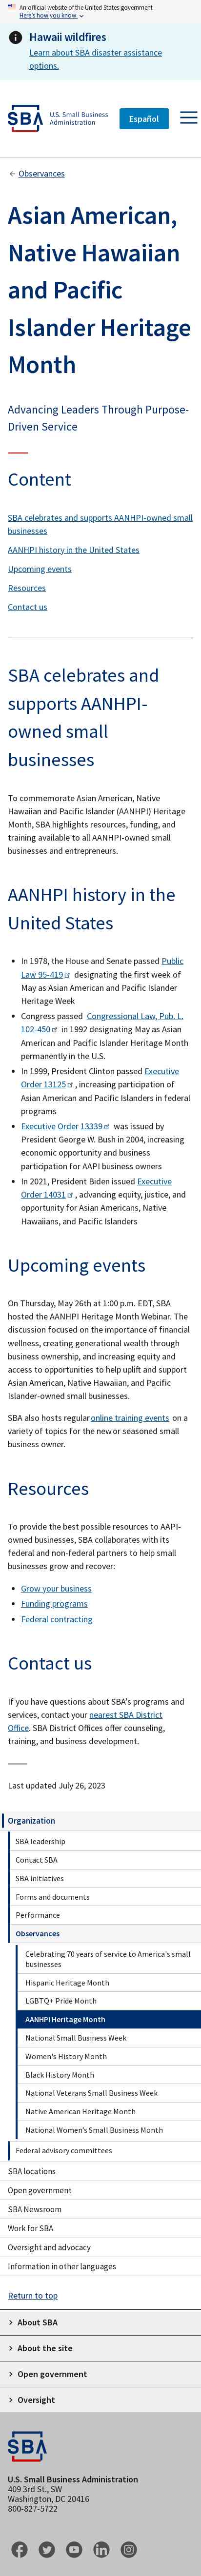 An official website of the United States government
Here's how you know
Hawaii wildfires
Learn about SBA disaster assistance
options.
SBA
U.S. Small Business
Administration
Español
Observances
Asian American,
Native Hawaiian
and Pacific
Islander Heritage
Month
Advancing Leaders Through Purpose-
Driven Service
Content
SBA celebrates and supports AANHPI-owned small
businesses
AANHPI history in the United States
Upcoming events
Resources
Contact us
SBA celebrates and
supports AANHPI-
owned small
businesses
To commemorate Asian American, Native
Hawaiian and Pacific Islander (AANHPI) Heritage
Month, SBA highlights resources, funding, and
training available to all AANHPI-owned small
businesses and entrepreneurs.
AANHPI history in the
United States
In 1978, the House and Senate passed Public
Law 95-419 designating the first week of
May as Asian American and Pacific Islander
Heritage Week
Congress passed Congressional Law, Pub. L.
102-450 in 1992 designating May as Asian
American and Pacific Islander Heritage Month
permanently in the U.S.
In 1999, President Clinton passed Executive
Order 13125 , increasing participation of
Asian American and Pacific Islanders in federal
programs
Executive Order 13339 was issued by
President George W. Bush in 2004, increasing
economic opportunity and business
participation for AAPI business owners
In 2021, President Biden issued Executive
Order 14031 , advancing equity, justice, and
opportunity for Asian Americans, Native
Hawaiians, and Pacific Islanders
Upcoming events
On Thursday, May 26th at 1:00 p.m. EDT, SBA
hosted the AANHPI Heritage Month Webinar. The
discussion focused on the importance of financial
wellness, creating generational wealth through
business ownership, and increasing equity and
access to opportunities to help uplift and support
Asian American, Native Hawaiian, and Pacific
Islander-owned small businesses.
SBA also hosts regular online training events on a
variety of topics for the new or seasoned small
business owner.
Resources
To provide the best possible resources to AAPI-
owned businesses, SBA collaborates with its
federal and non-federal partners to help small
businesses grow and recover:
Grow your business
Funding programs
Federal contracting
Contact us
If you have questions about SBA's programs and
services, contact your nearest SBA District
Office. SBA District Offices offer counseling,
training, and business development.
Last updated July 26, 2023
Organization
SBA leadership
Contact SBA
SBA initiatives
Forms and documents
Performance
Observances
Celebrating 70 years of service to America's small
businesses
Hispanic Heritage Month
LGBTQ+ Pride Month
AANHPI Heritage Month
National Small Business Week
Women's History Month
Black History Month
National Veterans Small Business Week
Native American Heritage Month
National Women's Small Business Month
Federal advisory committees
SBA locations
Open government
SBA Newsroom
Work for SBA
Oversight and advocacy
Information in other languages
Return to top
About SBA
About the site
Open government
Oversight
SBA
U.S. Small Business Administration
409 3rd St., SW
Washington, DC 20416
800-827-5722